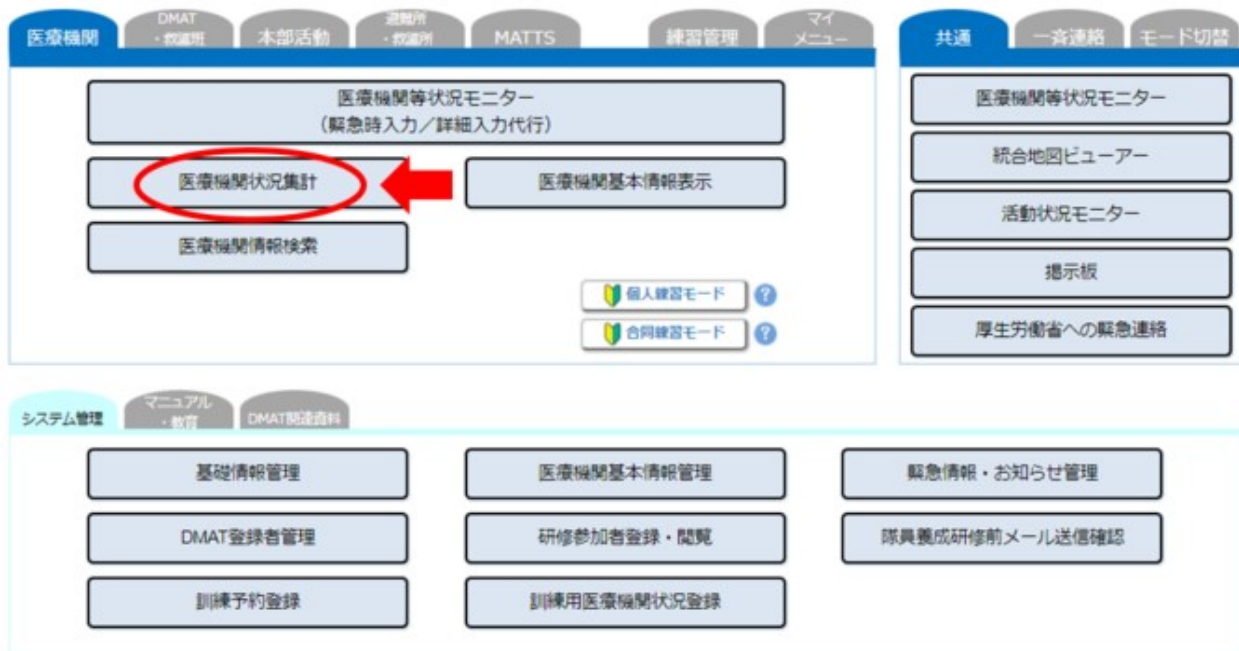 医療機関
DMAT
・救護班
本部活動
避難所
・救護所
MATTS
練習管理
マイ
メニュー
共通
一斉連絡
モード切替
医療機関等状況モニター
（緊急時入力／詳細入力代行）
医療機関状況集計
医療機関基本情報表示
医療機関情報検索
個人練習モード
?
合同練習モード
?
医療機関等状況モニター
統合地図ビューアー
活動状況モニター
掲示板
厚生労働省への緊急連絡
システム管理
マニュアル
・教育
DMAT関連資料
基礎情報管理
医療機関基本情報管理
緊急情報・お知らせ管理
DMAT登録者管理
研修参加者登録・閲覧
隊員養成研修前メール送信確認
訓練予約登録
訓練用医療機関状況登録